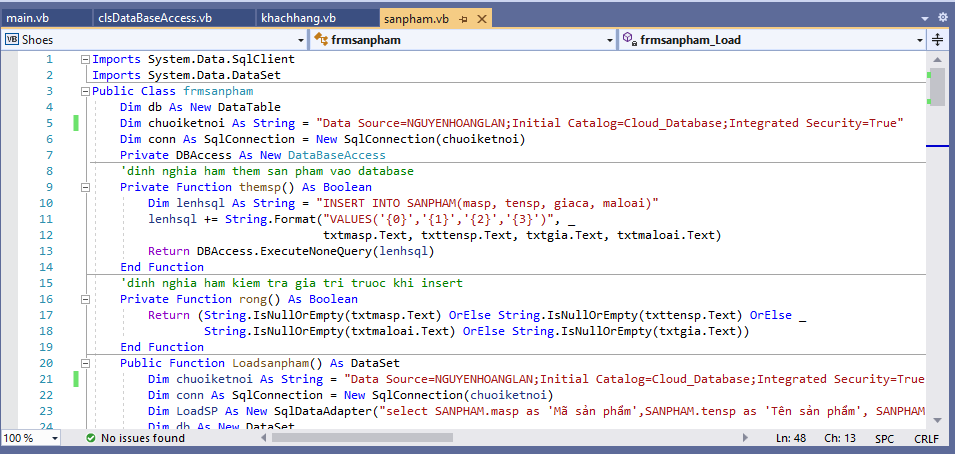 main.vb clsDataBaseAccess.vb khachhang.vb sanpham.vb
VB Shoes frmsanpham frmsanpham_Load
1 Imports System.Data.SqlClient
2 Imports System.Data.DataSet
3 Public Class frmsanpham
4 Dim db As New DataTable
5 Dim chuoiketnoi As String = "Data Source=NGUYENHOANGLAN;Initial Catalog=Cloud_Database;Integrated Security=True"
6 Dim conn As SqlConnection = New SqlConnection(chuoiketnoi)
7 Private DBAccess As New DataBaseAccess
8 'dinh nghia ham them san pham vao database
9 Private Function themsp() As Boolean
10 Dim lenhsql As String = "INSERT INTO SANPHAM(masp, tensp, giaca, maloai)"
11 lenhsql += String.Format("VALUES('{0}','{1}','{2}','{3}')", _
12 txtmasp.Text, txttensp.Text, txtgia.Text, txtmaloai.Text)
13 Return DBAccess.ExecuteNoneQuery(lenhsql)
14 End Function
15 'dinh nghia ham kiem tra gia tri truoc khi insert
16 Private Function rong() As Boolean
17 Return (String.IsNullOrEmpty(txtmasp.Text) OrElse String.IsNullOrEmpty(txttensp.Text) OrElse _
18 String.IsNullOrEmpty(txtmaloai.Text) OrElse String.IsNullOrEmpty(txtgia.Text))
19 End Function
20 Public Function Loadsanpham() As DataSet
21 Dim chuoiketnoi As String = "Data Source=NGUYENHOANGLAN;Initial Catalog=Cloud_Database;Integrated Security=True
22 Dim conn As SqlConnection = New SqlConnection(chuoiketnoi)
23 Dim LoadSP As New SqlDataAdapter("select SANPHAM.masp as 'Mã sản phẩm',SANPHAM.tensp as 'Tên sản phẩm', SANPHAM
24 Dim db As New DataSet
100 % No issues found Ln: 48 Ch: 13 SPC CRLF